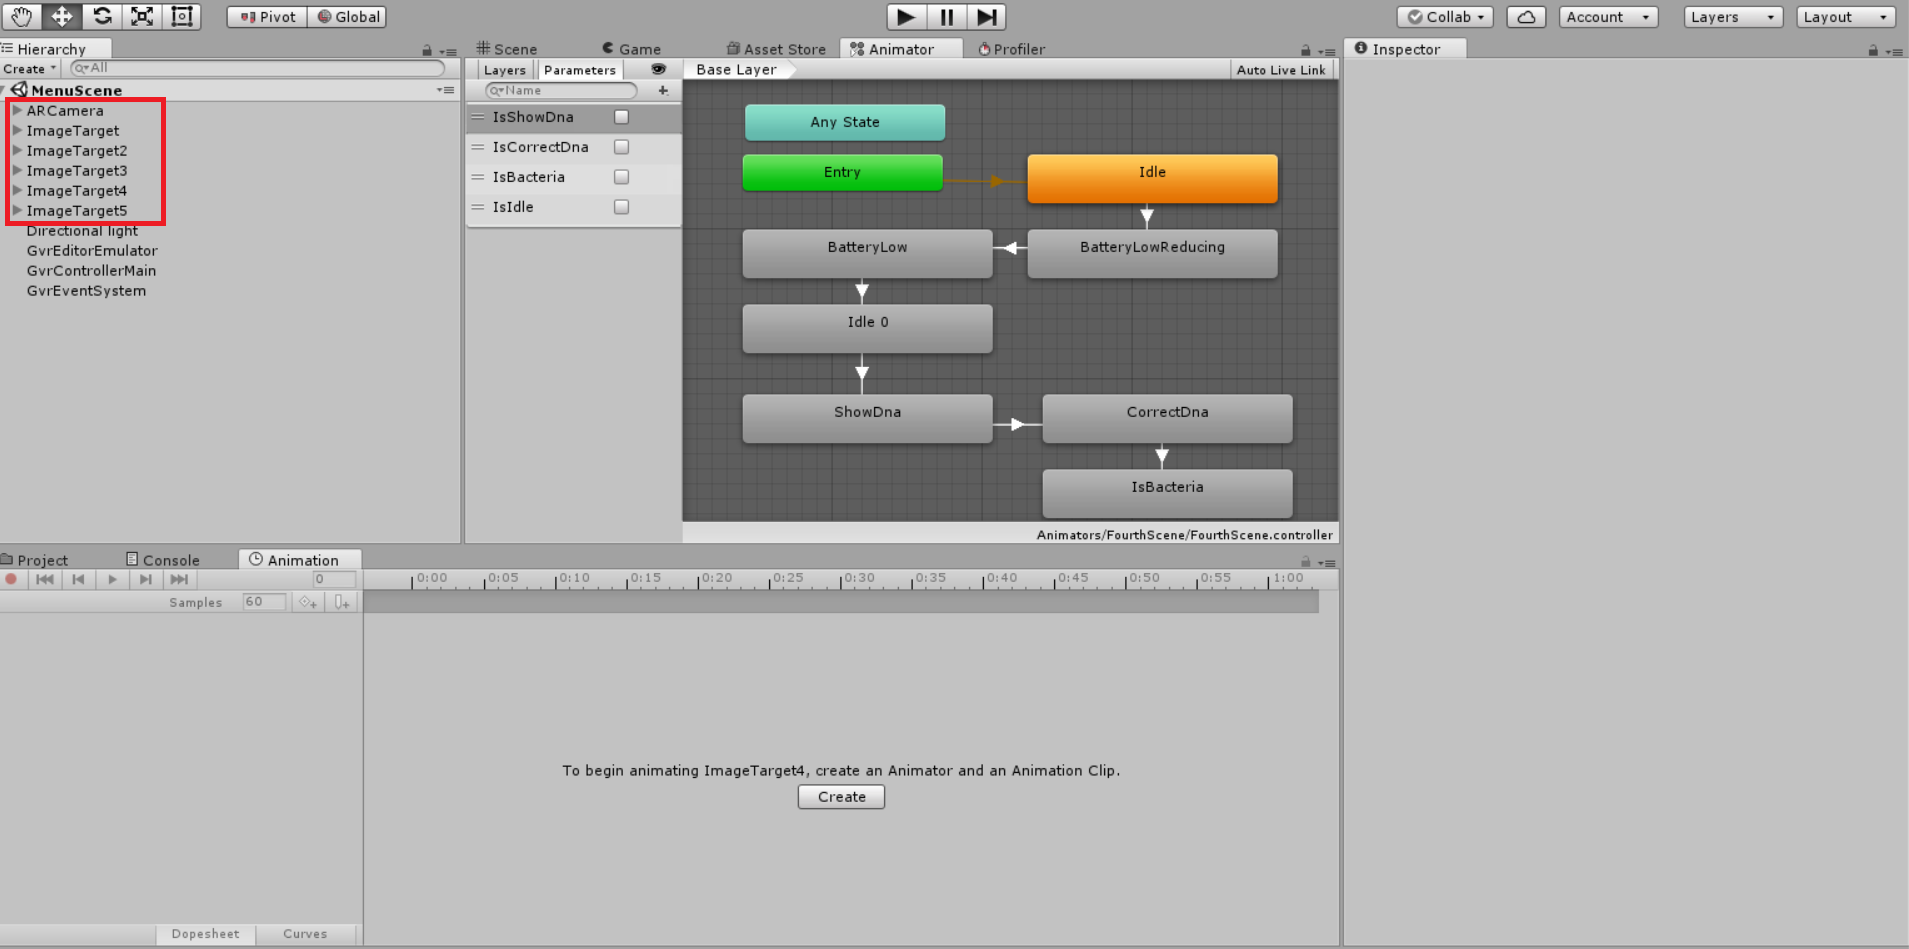 Pivot Global Collab Account Layers Layout
Hierarchy
Create All
MenuScene
ARCamera
ImageTarget
ImageTarget2
ImageTarget3
ImageTarget4
ImageTarget5
Directional light
GvrEditorEmulator
GvrControllerMain
GvrEventSystem
Scene Game Asset Store Animator Profiler
Layers Parameters Base Layer Auto Live Link
Name
IsShowDna
IsCorrectDna
IsBacteria
IsIdle
Any State
Entry Idle
BatteryLow BatteryLowReducing
Idle 0
ShowDna CorrectDna
IsBacteria
Animators/FourthScene/FourthScene.controller
Inspector
Project Console Animation
0 0:00 0:05 0:10 0:15 0:20 0:25 0:30 0:35 0:40 0:45 0:50 0:55 1:00
Samples 60
To begin animating ImageTarget4, create an Animator and an Animation Clip.
Create
Dopesheet Curves